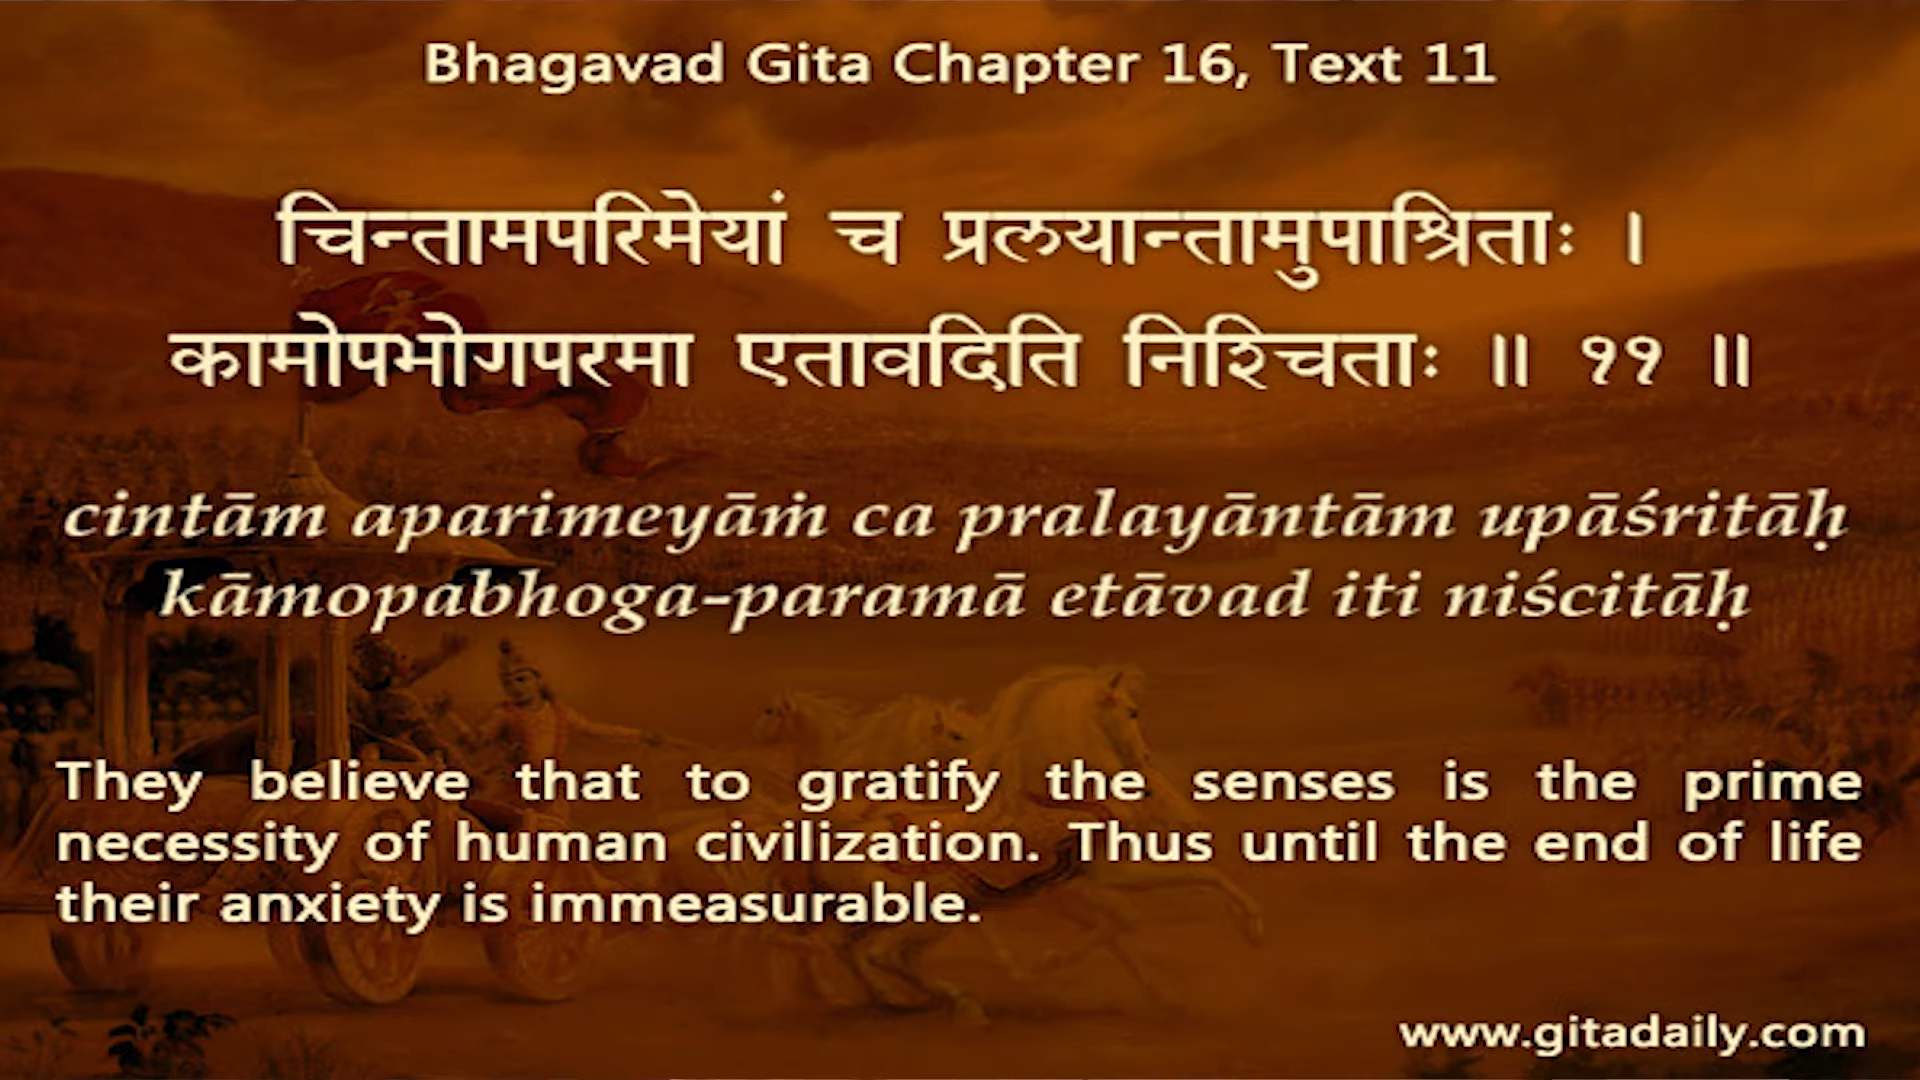 Bhagavad Gita Chapter 16, Text 11
चिन्तामपरिमेयां च प्रलयान्तामुपाश्रिताः ।
कामोपभोगपरमा एतावदिति निश्चिताः ॥ ११ ॥
cintām aparimeyāṁ ca pralayāntām upāśritāḥ
kāmopabhoga-paramā etāvad iti niścitāḥ
They believe that to gratify the senses is the prime
necessity of human civilization. Thus until the end of life
their anxiety is immeasurable.
www.gitadaily.com